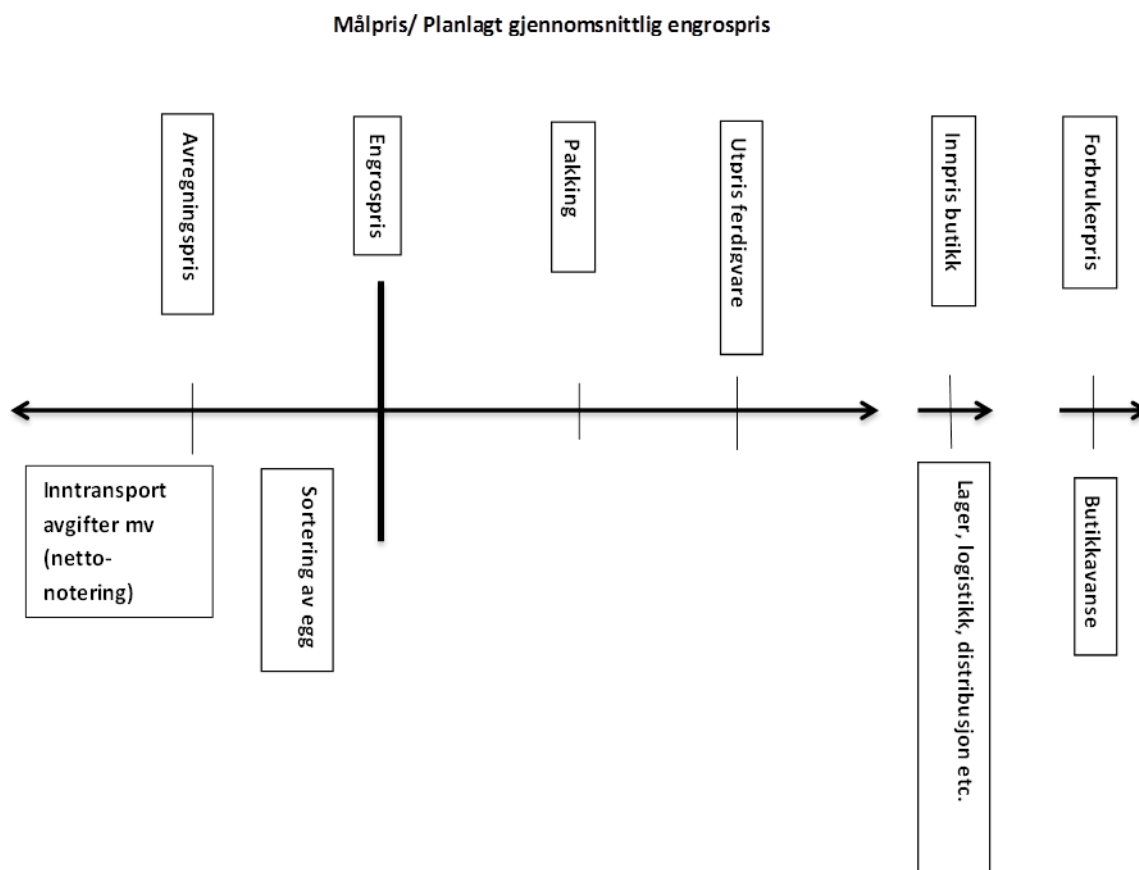 Målpris/ Planlagt gjennomsnittlig engrospris
Avregningspris
Engrospris
Pakking
Utpris ferdigvare
Innpris butikk
Forbrukerpris
Inntransport
avgifter mv
(netto-
notering)
Sortering av egg
Lager, logistikk, distribusjon etc.
Butikkavanse